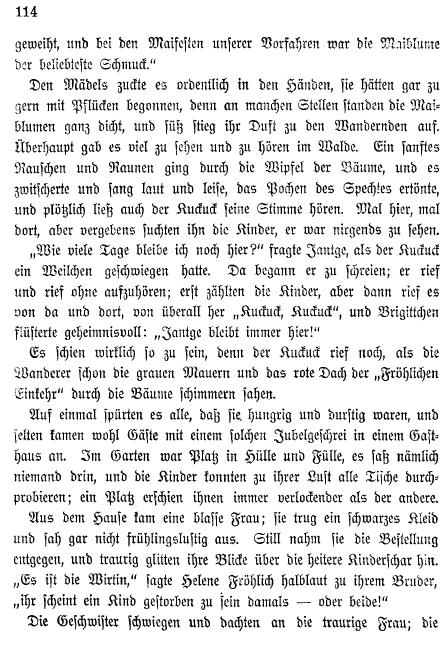 114
geweiht, und bei den Maifesten unserer Vorfahren war die Maiblume
der beliebteste Schmuck.“
Den Mädels zuckte es ordentlich in den Händen, sie hätten gar zu
gern mit Pflücken begonnen, denn an manchen Stellen standen die Mai-
blumen ganz dicht, und süß stieg ihr Duft zu den Wandernden auf.
Überhaupt gab es viel zu sehen und zu hören im Walde. Ein sanftes
Rauschen und Raunen ging durch die Wipfel der Bäume, und es
zwitscherte und sang laut und leise, das Pochen des Spechtes ertönte,
und plötzlich ließ auch der Kuckuck seine Stimme hören. Mal hier, mal
dort, aber vergebens suchten ihn die Kinder, er war nirgends zu sehen.
„Wie viele Tage bleibe ich noch hier?“ fragte Jantge, als der Kuckuck
ein Weilchen geschwiegen hatte. Da begann er zu schreien; er rief
und rief ohne aufzuhören; erst zählten die Kinder, aber dann rief es
von da und dort, von überall her „Kuckuck, Kuckuck“, und Brigittchen
flüsterte geheimnisvoll: „Jantge bleibt immer hier!“
Es schien wirklich so zu sein, denn der Kuckuck rief noch, als die
Wanderer schon die grauen Mauern und das rote Dach der „Fröhlichen
Einkehr“ durch die Bäume schimmern sahen.
Auf einmal spürten es alle, daß sie hungrig und durstig waren, und
selten kamen wohl Gäste mit einem solchen Jubelgeschrei in einem Gast-
haus an. Im Garten war Platz in Hülle und Fülle, es saß nämlich
niemand drin, und die Kinder konnten zu ihrer Lust alle Tische durch-
probieren; ein Platz erschien ihnen immer verlockender als der andere.
Aus dem Hause kam eine blasse Frau; sie trug ein schwarzes Kleid
und sah gar nicht frühlingslustig aus. Still nahm sie die Bestellung
entgegen, und traurig glitten ihre Blicke über die heitere Kinderschar hin.
„Es ist die Wirtin,“ sagte Helene Fröhlich halblaut zu ihrem Bruder,
„ihr scheint ein Kind gestorben zu sein damals — oder beide!“
Die Geschwister schwiegen und dachten an die traurige Frau; die